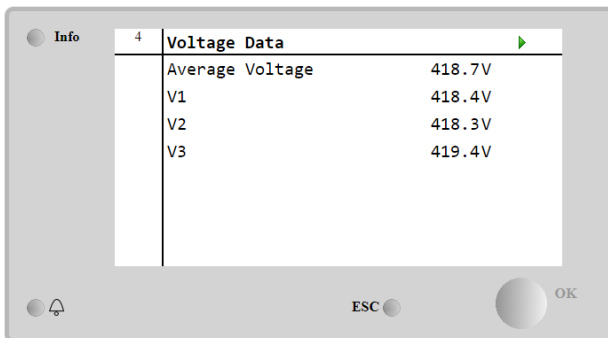 Info
4 Voltage Data
Average Voltage 418.7V
V1 418.4V
V2 418.3V
V3 419.4V
ESC
OK